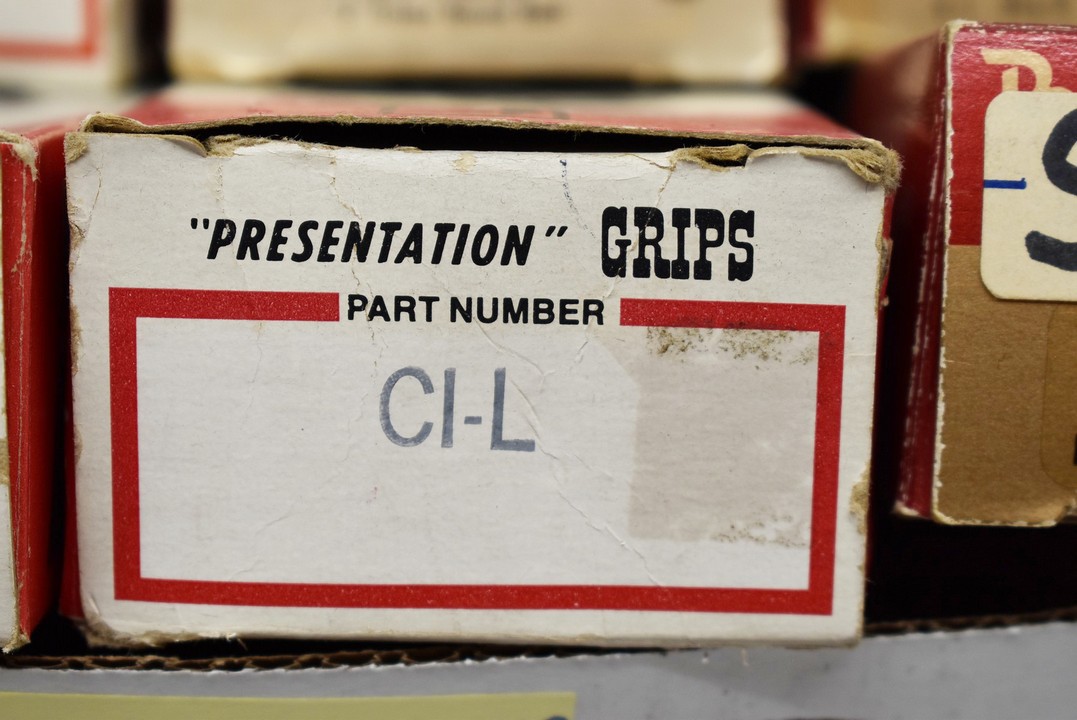 "PRESENTATION" GRIPS
PART NUMBER
CI-L